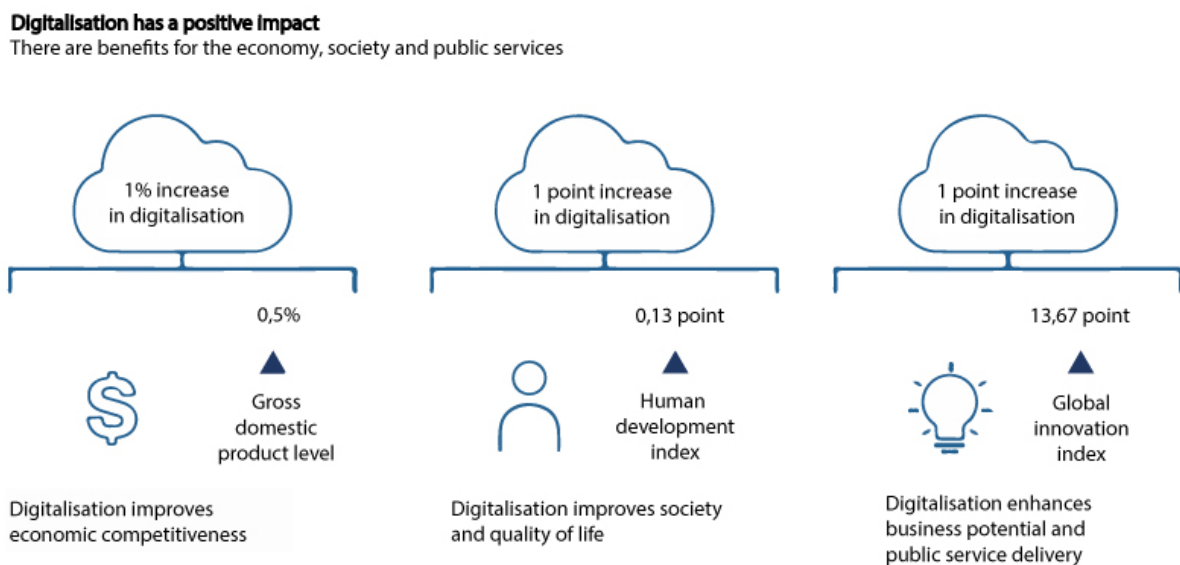 Digitalisation has a positive impact
There are benefits for the economy, society and public services
1% increase
in digitalisation
0,5%
Gross
domestic
product level
Digitalisation improves
economic competitiveness
1 point increase
in digitalisation
0,13 point
Human
development
index
Digitalisation improves society
and quality of life
1 point increase
in digitalisation
13,67 point
Global
innovation
index
Digitalisation enhances
business potential and
public service delivery